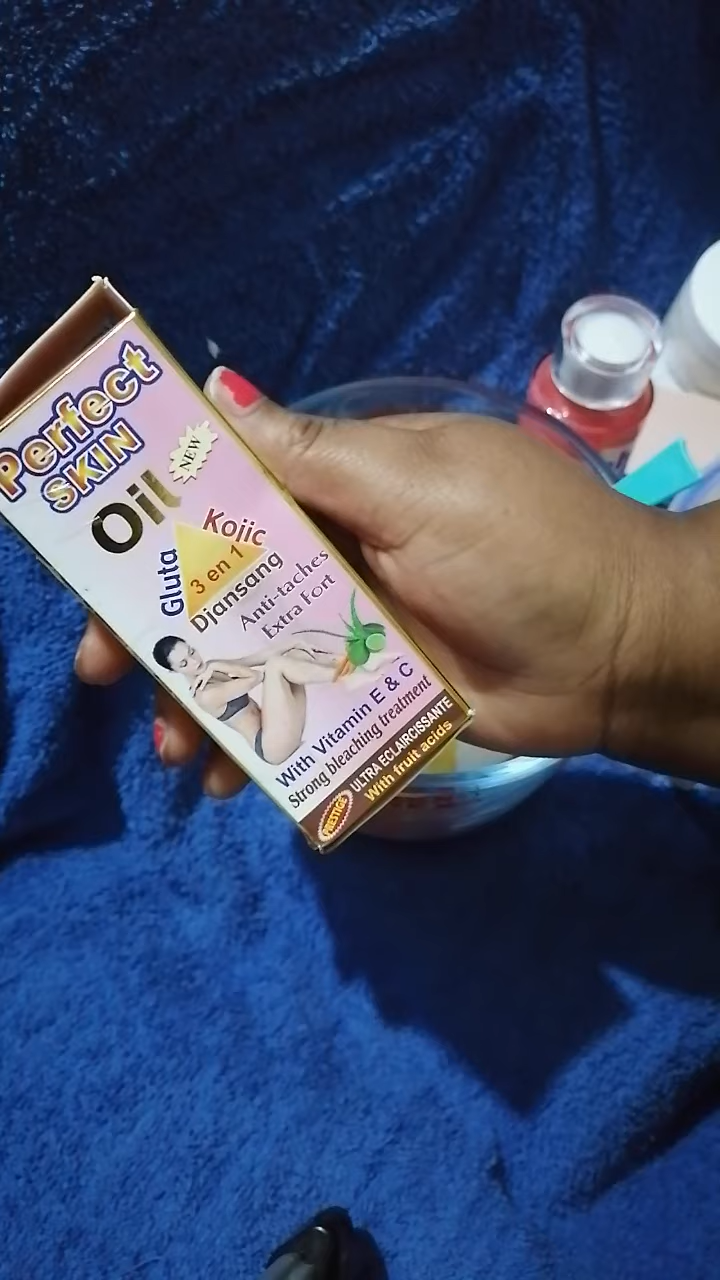 Perfect
SKIN
Oil
NEW
Kojic
Gluta
3 en 1
Djansang
Anti-taches
Extra Fort
With Vitamin E & C
Strong bleaching treatment
PRESTIGE
ULTRA ECLAIRCISSANTE
With fruit acids